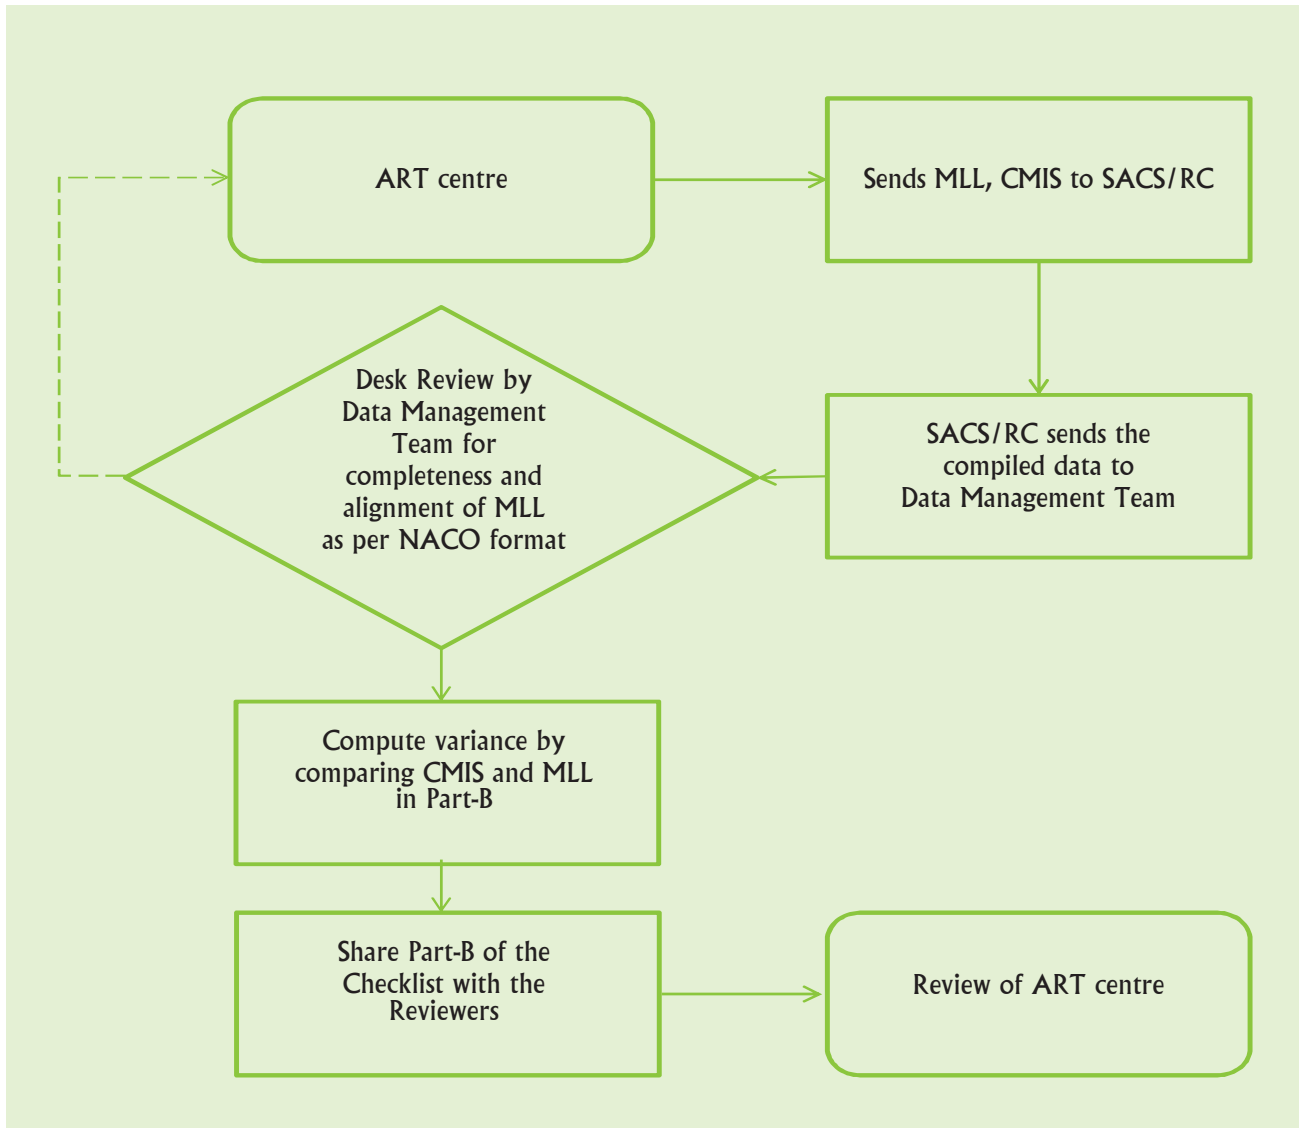 ART centre
Sends MLL, CMIS to SACS/RC
SACS/RC sends the
compiled data to
Data Management Team
Desk Review by
Data Management
Team for
completeness and
alignment of MLL
as per NACO format
Compute variance by
comparing CMIS and MLL
in Part-B
Share Part-B of the
Checklist with the
Reviewers
Review of ART centre